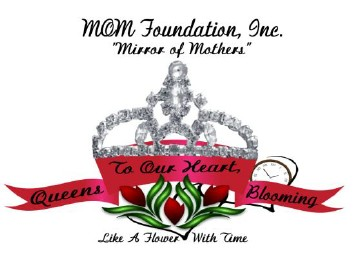 MOM Foundation, Inc.
"Mirror of Mothers"
To Our Heart,
Queens
Blooming
Like A Flower With Time